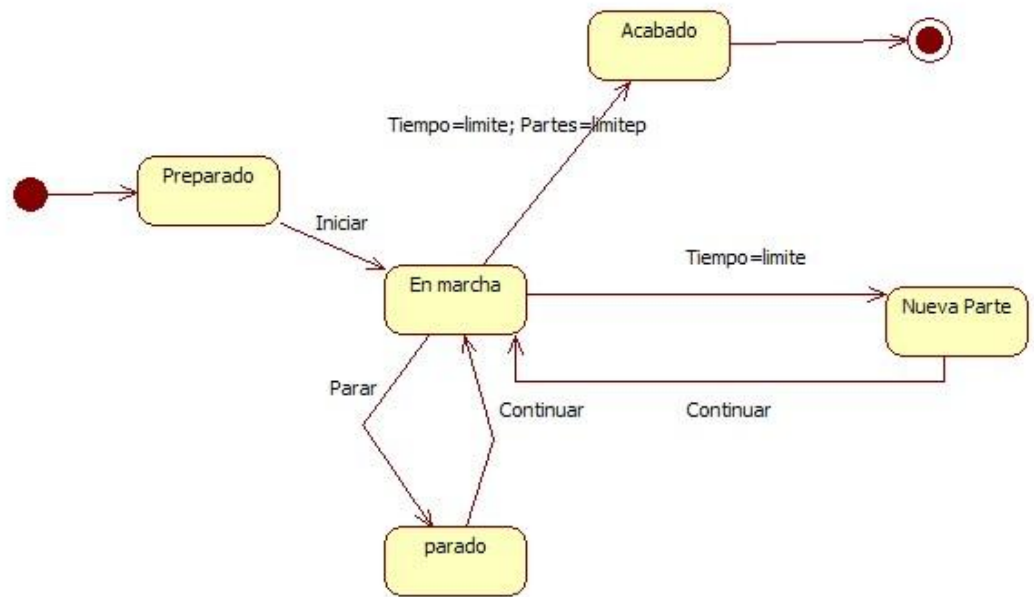 Acabado
Tiempo=limite; Partes=limitep
Preparado
Iniciar
Tiempo=limite
En marcha
Nueva Parte
Parar
Continuar
Continuar
parado